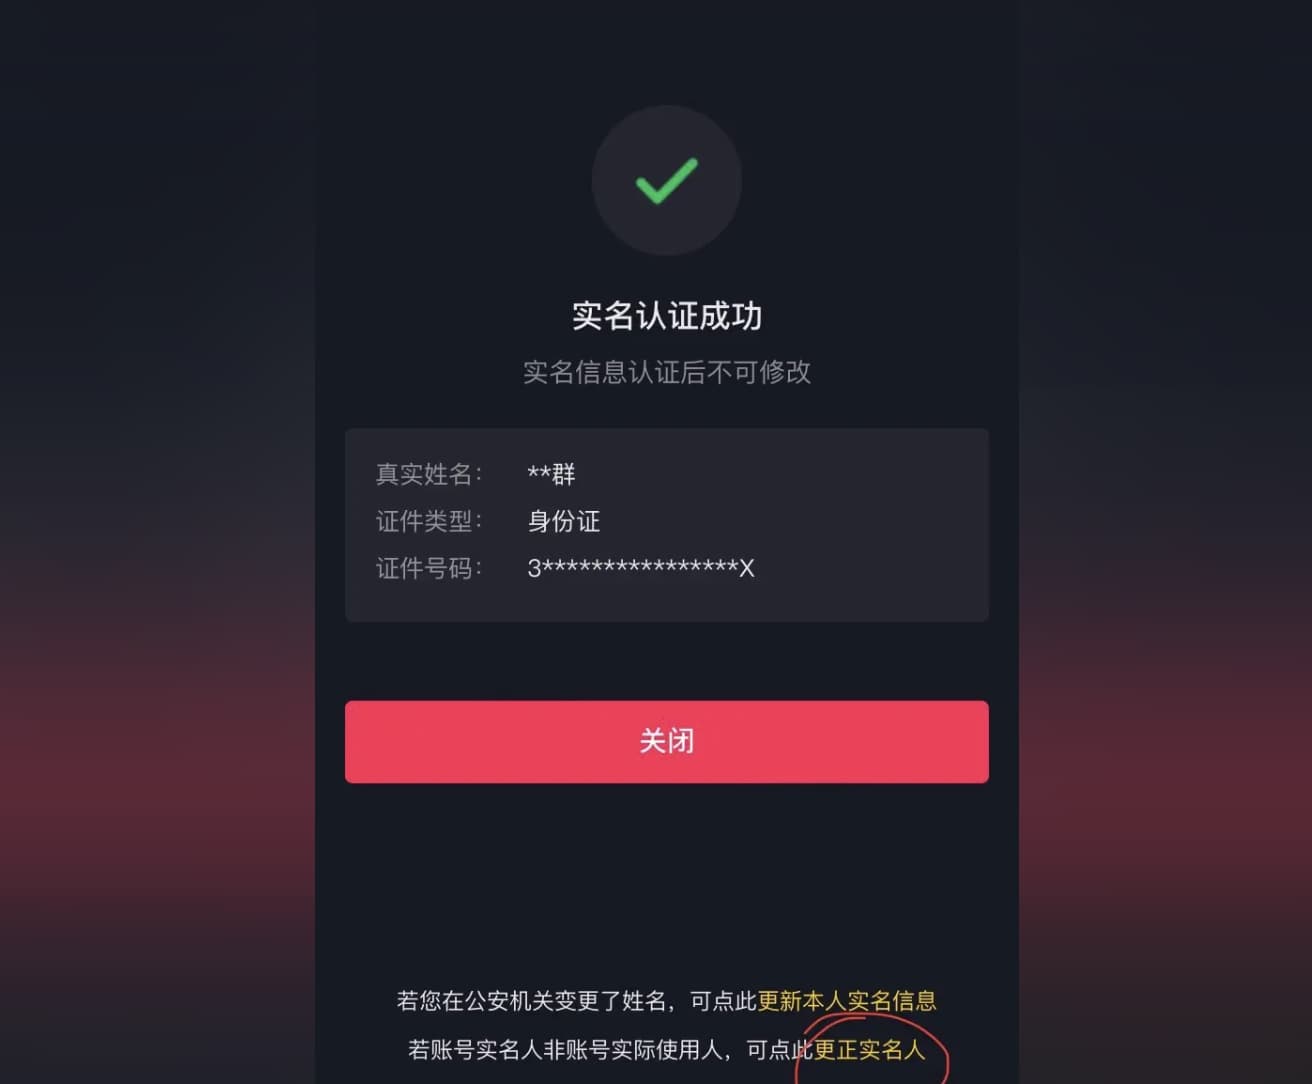 实名认证成功
实名信息认证后不可修改
真实姓名： **群
证件类型： 身份证
证件号码： 3****************X
关闭
若您在公安机关变更了姓名，可点此更新本人实名信息
若账号实名人非账号实际使用人，可点此更正实名人